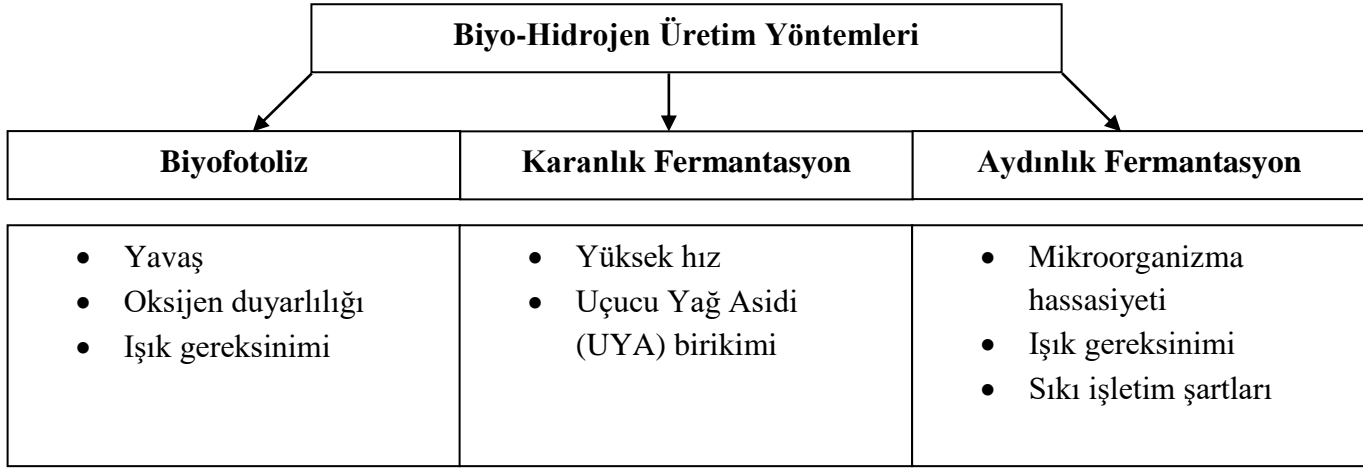 Biyo-Hidrojen Üretim Yöntemleri
Biyofotoliz
Karanlık Fermantasyon
Aydınlık Fermantasyon
• Yavaş
• Oksijen duyarlılığı
• Işık gereksinimi
• Yüksek hız
• Uçucu Yağ Asidi
(UYA) birikimi
• Mikroorganizma
hassasiyeti
• Işık gereksinimi
• Sıkı işletim şartları